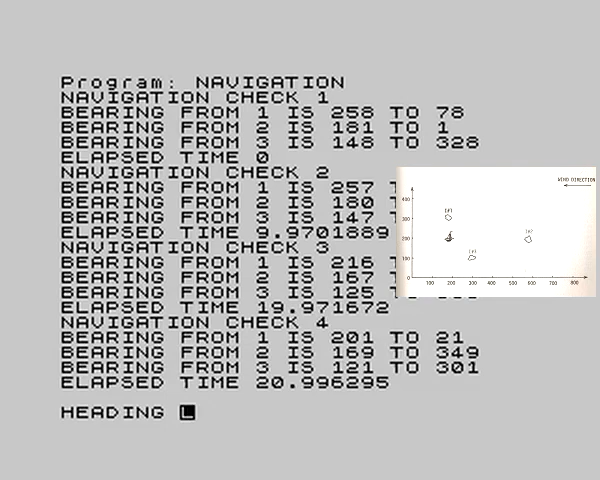 Program: NAVIGATION
NAVIGATION CHECK 1
BEARING FROM 1 IS 258 TO 78
BEARING FROM 2 IS 181 TO 1
BEARING FROM 3 IS 148 TO 328
ELAPSED TIME 0
NAVIGATION CHECK 2
BEARING FROM 1 IS 257
BEARING FROM 2 IS 180
BEARING FROM 3 IS 147
ELAPSED TIME 9.9701889
NAVIGATION CHECK 3
BEARING FROM 1 IS 216
BEARING FROM 2 IS 167
BEARING FROM 3 IS 125 TO
ELAPSED TIME 19.971672
NAVIGATION CHECK 4
BEARING FROM 1 IS 201 TO 21
BEARING FROM 2 IS 169 TO 349
BEARING FROM 3 IS 121 TO 301
ELAPSED TIME 20.996295
HEADING L
WIND DIRECTION
400
300
200
100
0
100 200 300 400 500 600 700 800